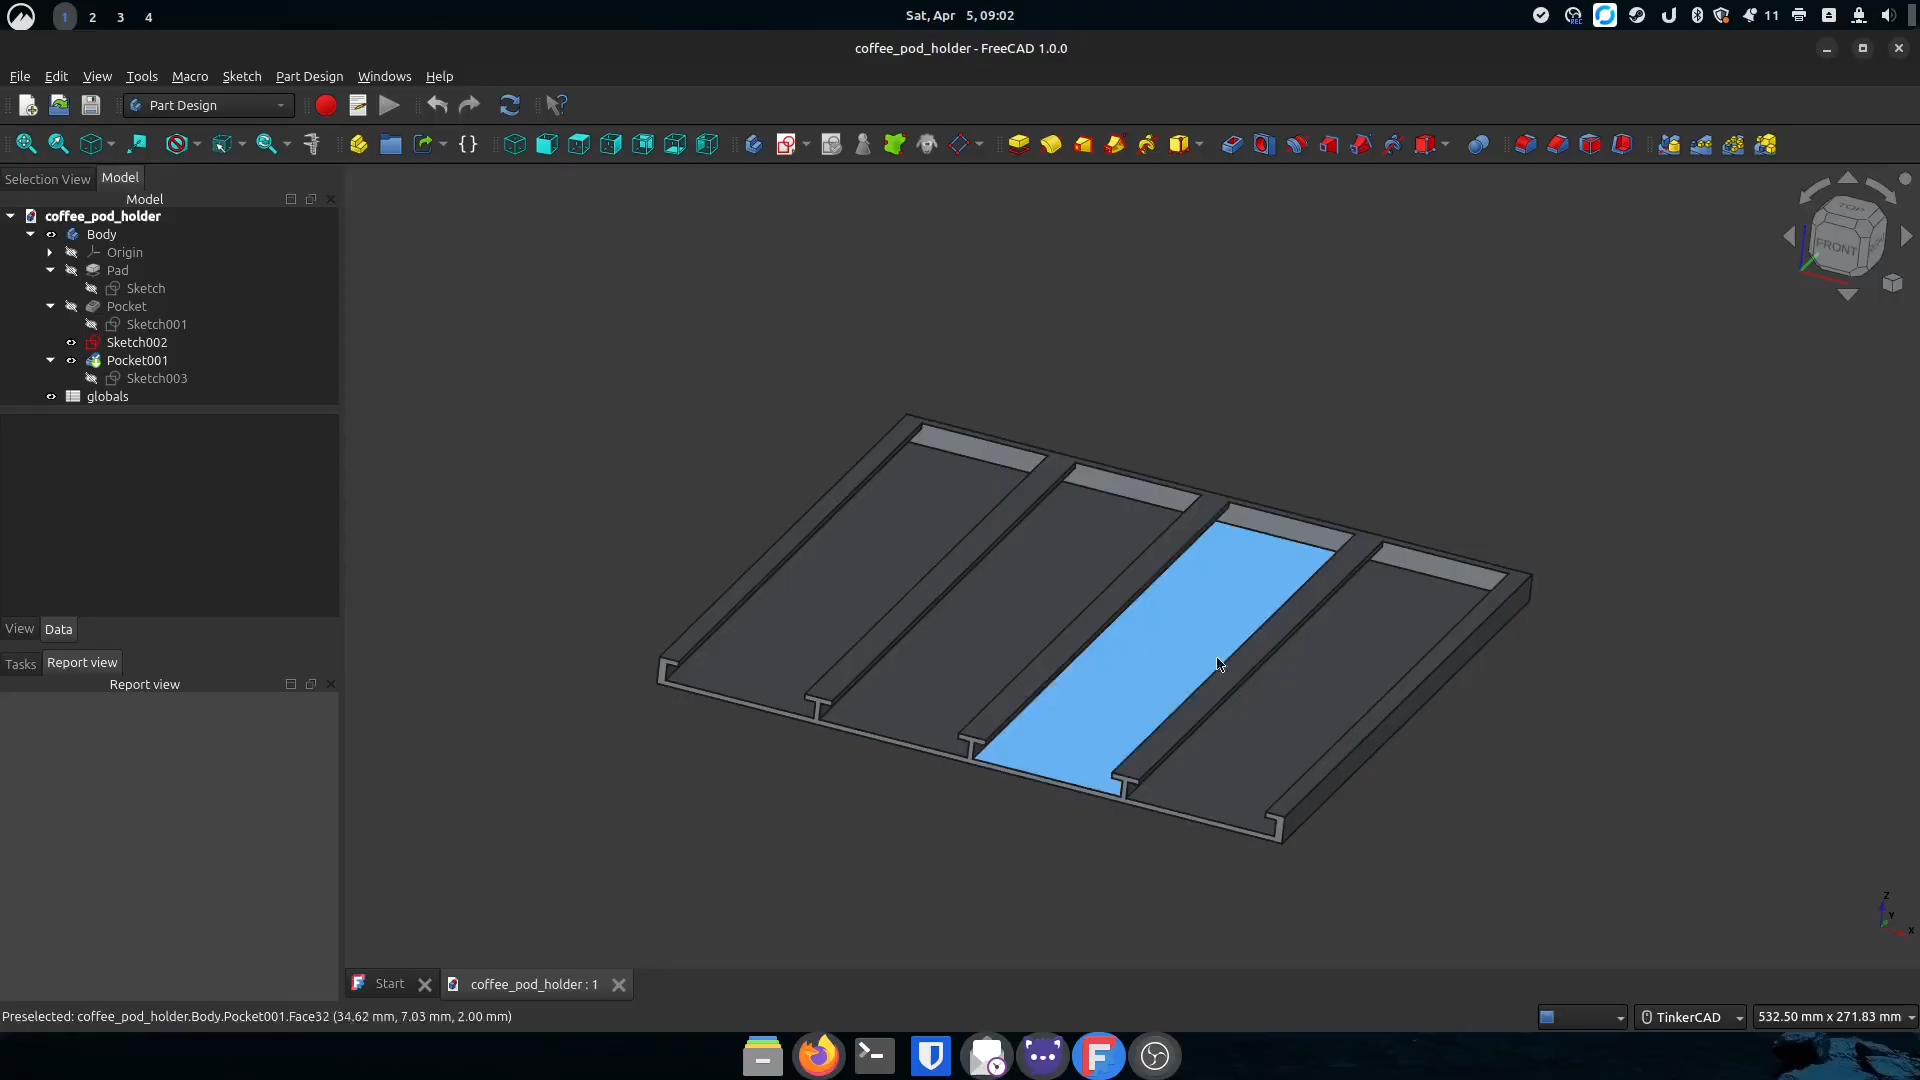 1 2 3 4 Sat, Apr 5, 09:02 11
coffee_pod_holder - FreeCAD 1.0.0
File Edit View Tools Macro Sketch Part Design Windows Help
Part Design
Selection View Model
Model
coffee_pod_holder
Body
Origin
Pad
Sketch
Pocket
Sketch001
Sketch002
Pocket001
Sketch003
globals
TOP
FRONT
View Data
Tasks Report view
Report view
Z
Y
X
Start coffee_pod_holder : 1
Preselected: coffee_pod_holder.Body.Pocket001.Face32 (34.62 mm, 7.03 mm, 2.00 mm) TinkerCAD 532.50 mm x 271.83 mm